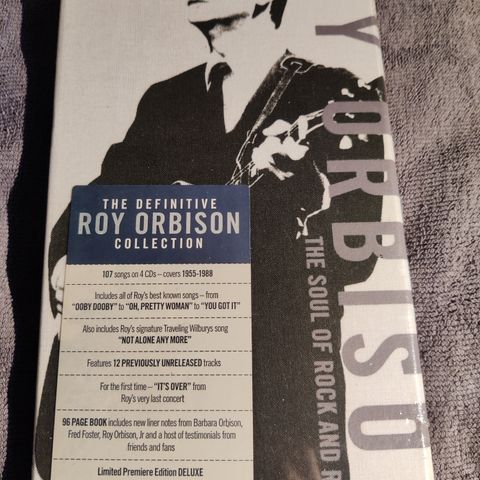 THE DEFINITIVE
ROY ORBISON
COLLECTION
107 songs on 4 CDs – covers 1955-1988
Includes all of Roy's best known songs – from
"OOBY DOOBY" to "OH, PRETTY WOMAN" to "YOU GOT IT"
Also includes Roy's signature Traveling Wilburys song
"NOT ALONE ANY MORE"
Features 12 PREVIOUSLY UNRELEASED tracks
For the first time – "IT'S OVER" from
Roy's very last concert
96 PAGE BOOK includes new liner notes from Barbara Orbison,
Fred Foster, Roy Orbison, Jr and a host of testimonials from
friends and fans
Limited Premiere Edition DELUXE
Y ORBISO
THE SOUL OF ROCK AND R